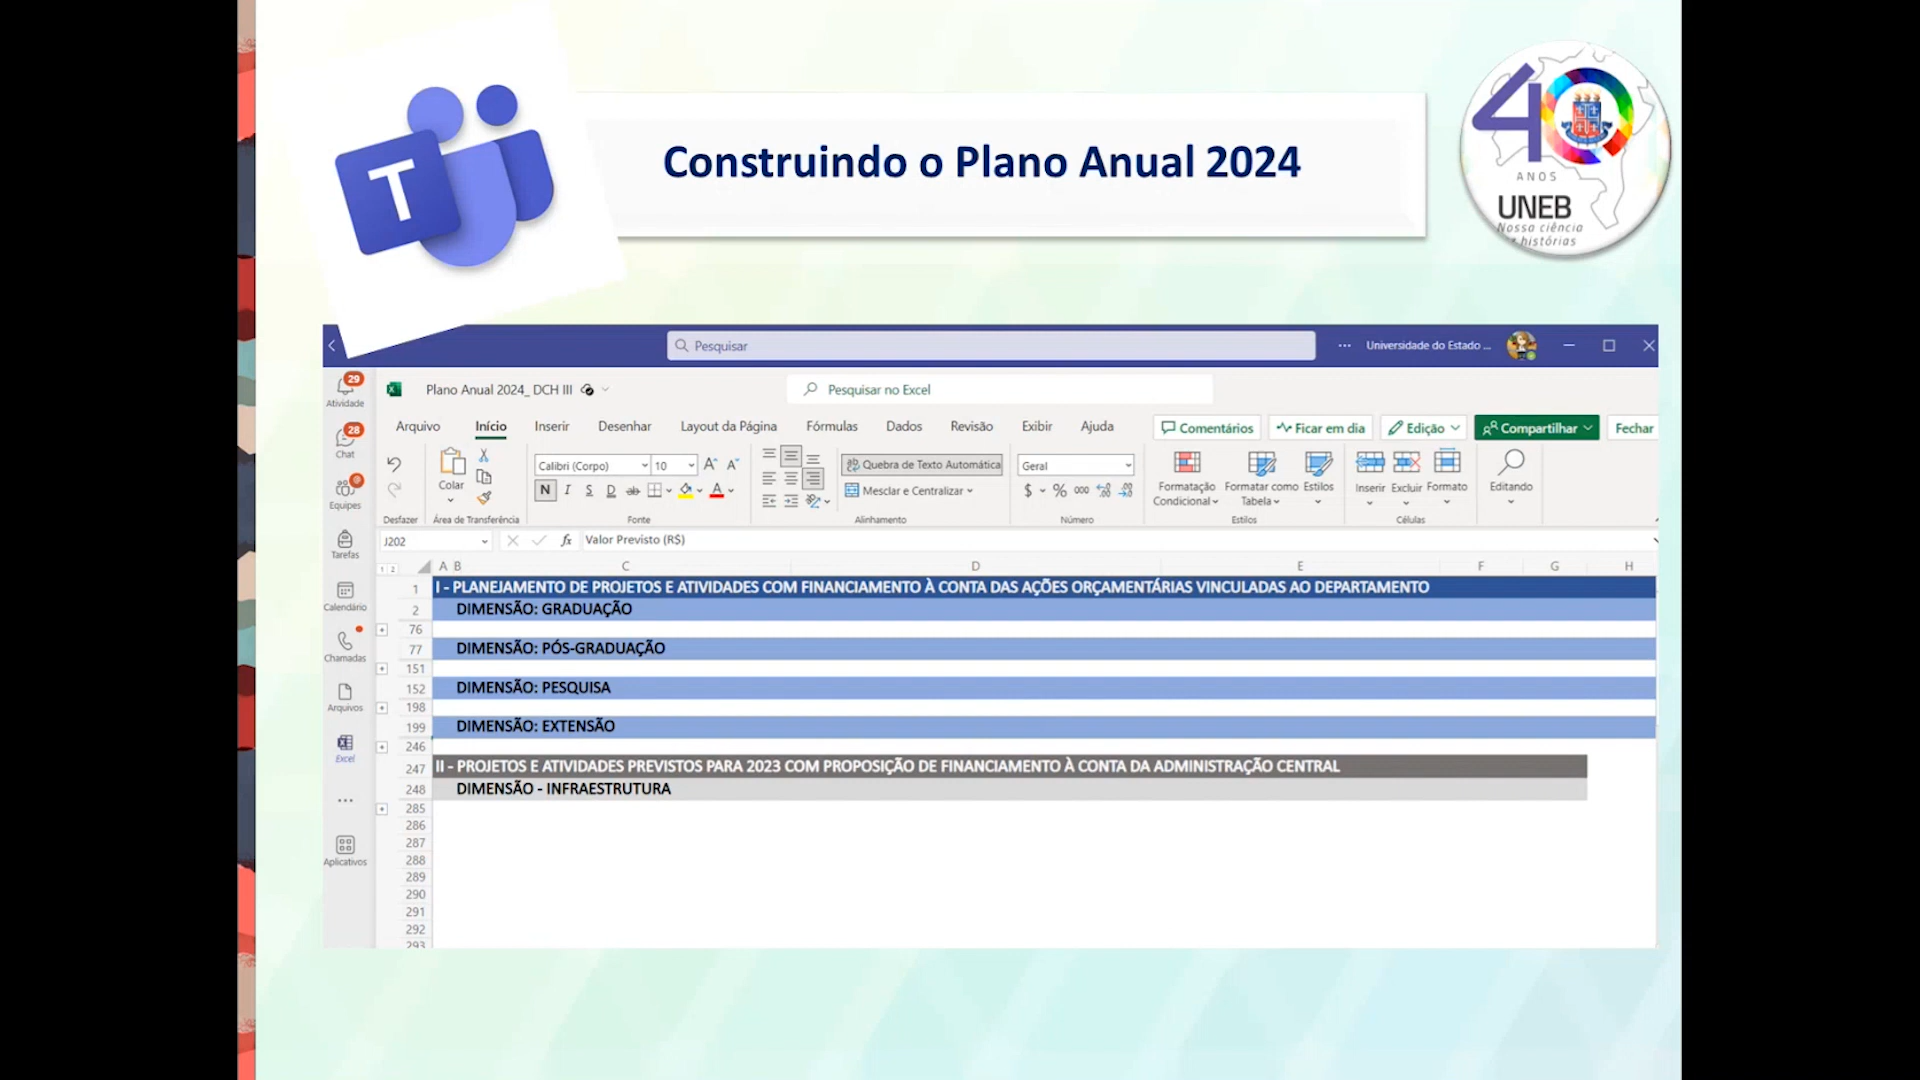 Construindo o Plano Anual 2024
T
40
ANOS
UNEB
Nossa ciência
histórias
Pesquisar
Universidade do Estado ...
Plano Anual 2024_ DCH III
Pesquisar no Excel
Arquivo Início Inserir Desenhar Layout da Página Fórmulas Dados Revisão Exibir Ajuda
Comentários Ficar em dia Edição Compartilhar Fechar
Colar
Calibri (Corpo) 10
N I S D ab
Quebra de Texto Automática
Mesclar e Centralizar
Geral
$ % 000
Formatação Condicional
Formatar como Tabela
Estilos
Inserir Excluir Formato
Editando
Desfazer Área de Transferência Fonte Alinhamento Número Estilos Células
J202 fx Valor Previsto (R$)
29
Atividade
28
Chat
Equipes
Tarefas
Calendário
Chamadas
Arquivos
Excel
...
Aplicativos
1 2 A B C D E F G H
1 I - PLANEJAMENTO DE PROJETOS E ATIVIDADES COM FINANCIAMENTO À CONTA DAS AÇÕES ORÇAMENTÁRIAS VINCULADAS AO DEPARTAMENTO
2 DIMENSÃO: GRADUAÇÃO
76
77 DIMENSÃO: PÓS-GRADUAÇÃO
151
152 DIMENSÃO: PESQUISA
198
199 DIMENSÃO: EXTENSÃO
246
247 II - PROJETOS E ATIVIDADES PREVISTOS PARA 2023 COM PROPOSIÇÃO DE FINANCIAMENTO À CONTA DA ADMINISTRAÇÃO CENTRAL
248 DIMENSÃO - INFRAESTRUTURA
285
286
287
288
289
290
291
292
293